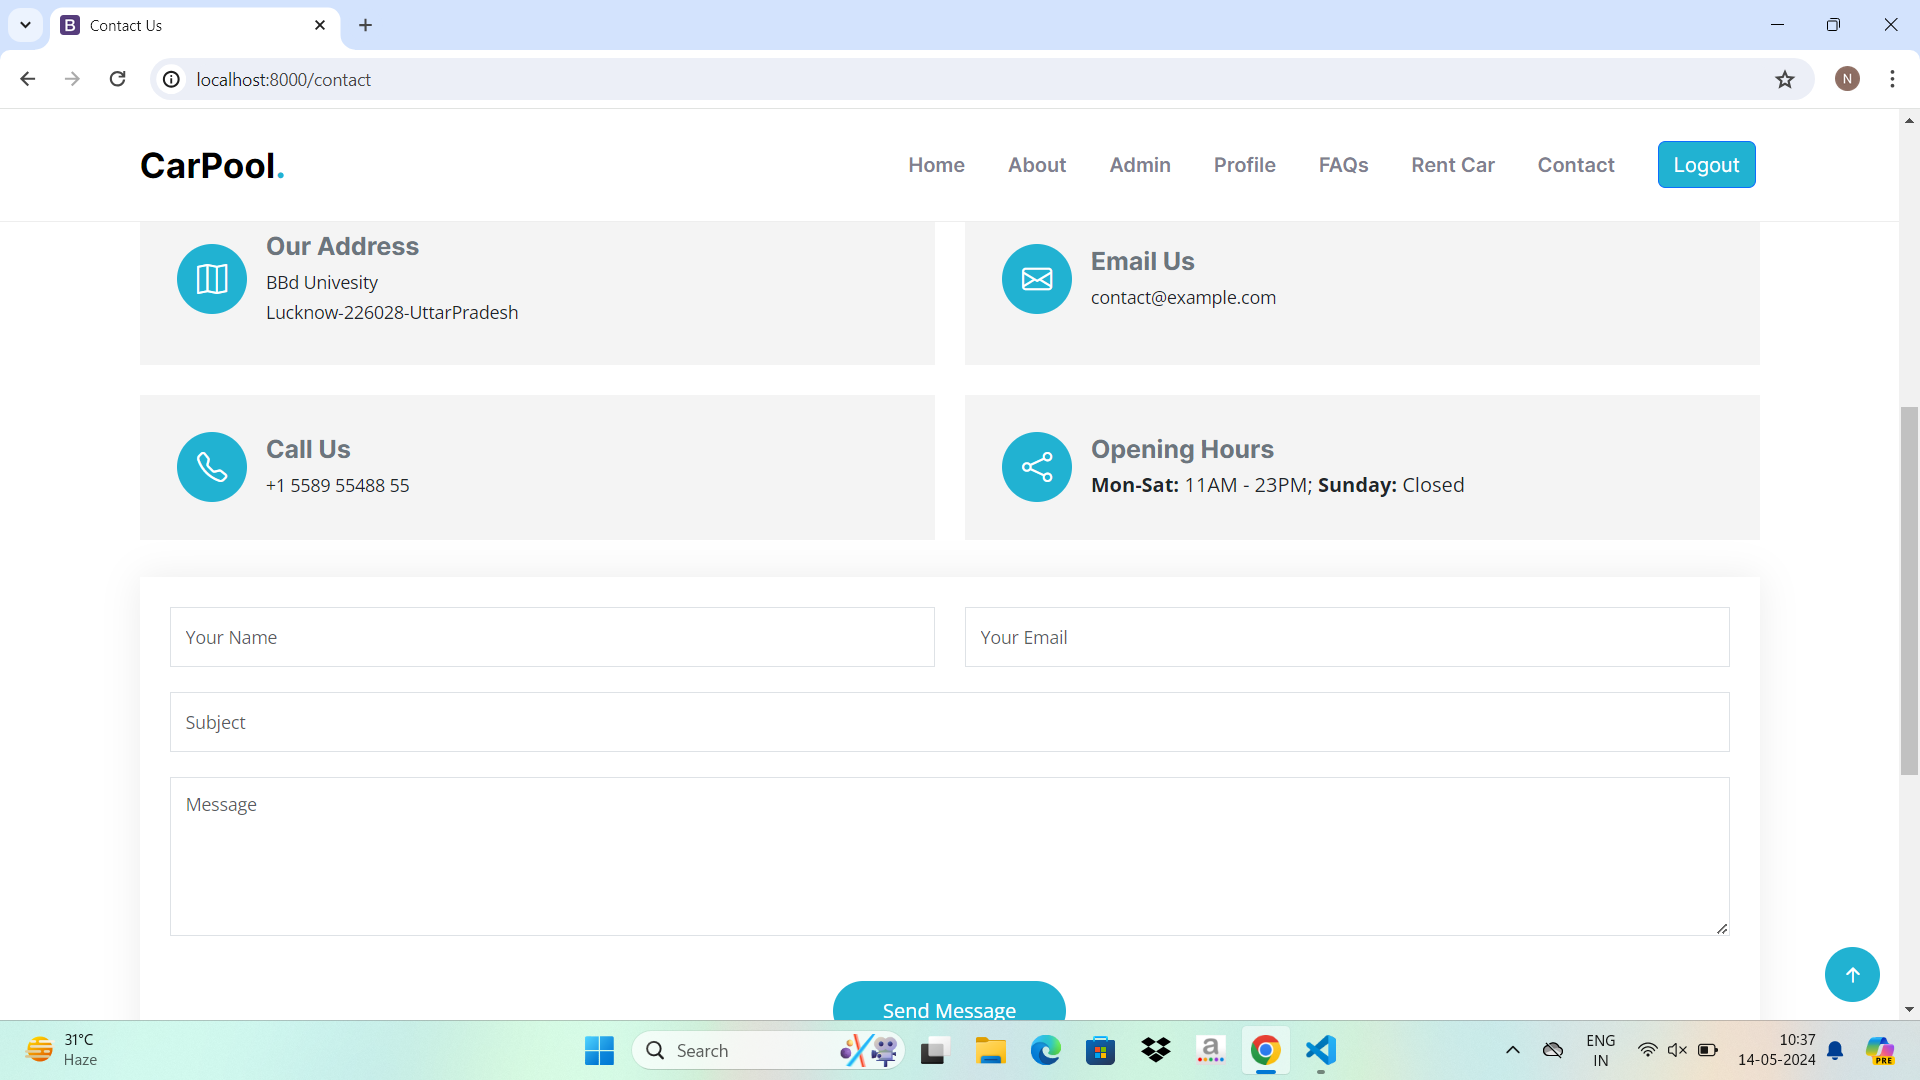 Contact Us
localhost:8000/contact
CarPool.
Home About Admin Profile FAQs Rent Car Contact Logout
Our Address
BBd Univesity
Lucknow-226028-UttarPradesh
Email Us
contact@example.com
Call Us
+1 5589 55488 55
Opening Hours
Mon-Sat: 11AM - 23PM; Sunday: Closed
Your Name
Your Email
Subject
Message
Send Message
31°C
Haze
Search
ENG
IN
10:37
14-05-2024
PRE
N
B
a